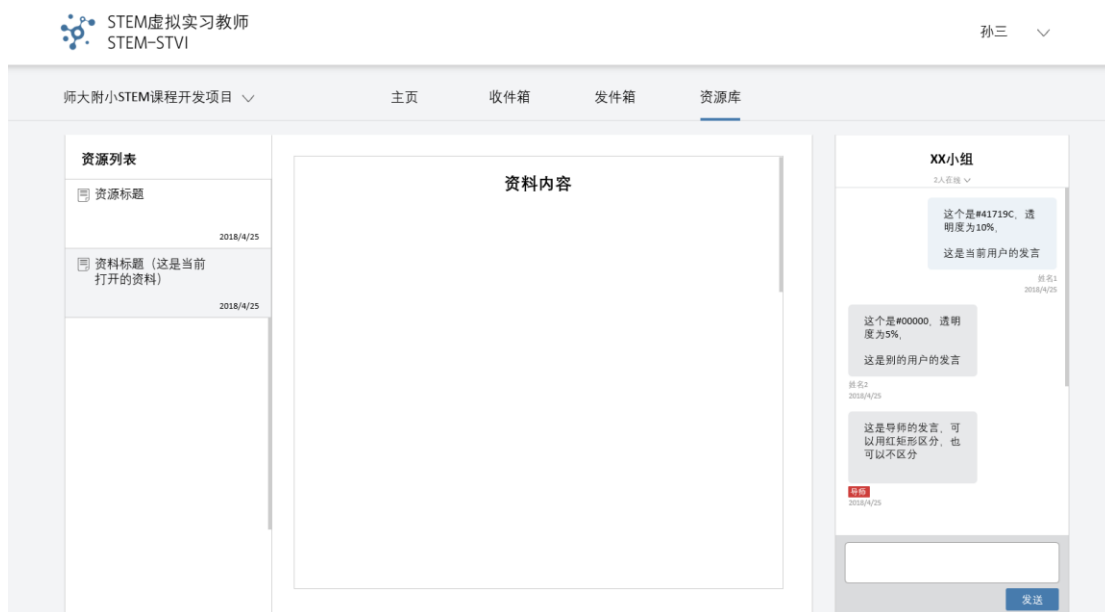 STEM虚拟实习教师
STEM-STVI
孙三
师大附小STEM课程开发项目
主页
收件箱
发件箱
资源库
资源列表
资源标题
2018/4/25
资料标题（这是当前
打开的资料）
2018/4/25
资料内容
XX小组
2人在线
这个是#41719C，透
明度为10%，
这是当前用户的发言
姓名1
2018/4/25
这个是#00000，透明
度为5%，
这是别的用户的发言
姓名2
2018/4/25
这是导师的发言，可
以用红矩形区分，也
可以不区分
导师
2018/4/25
发送